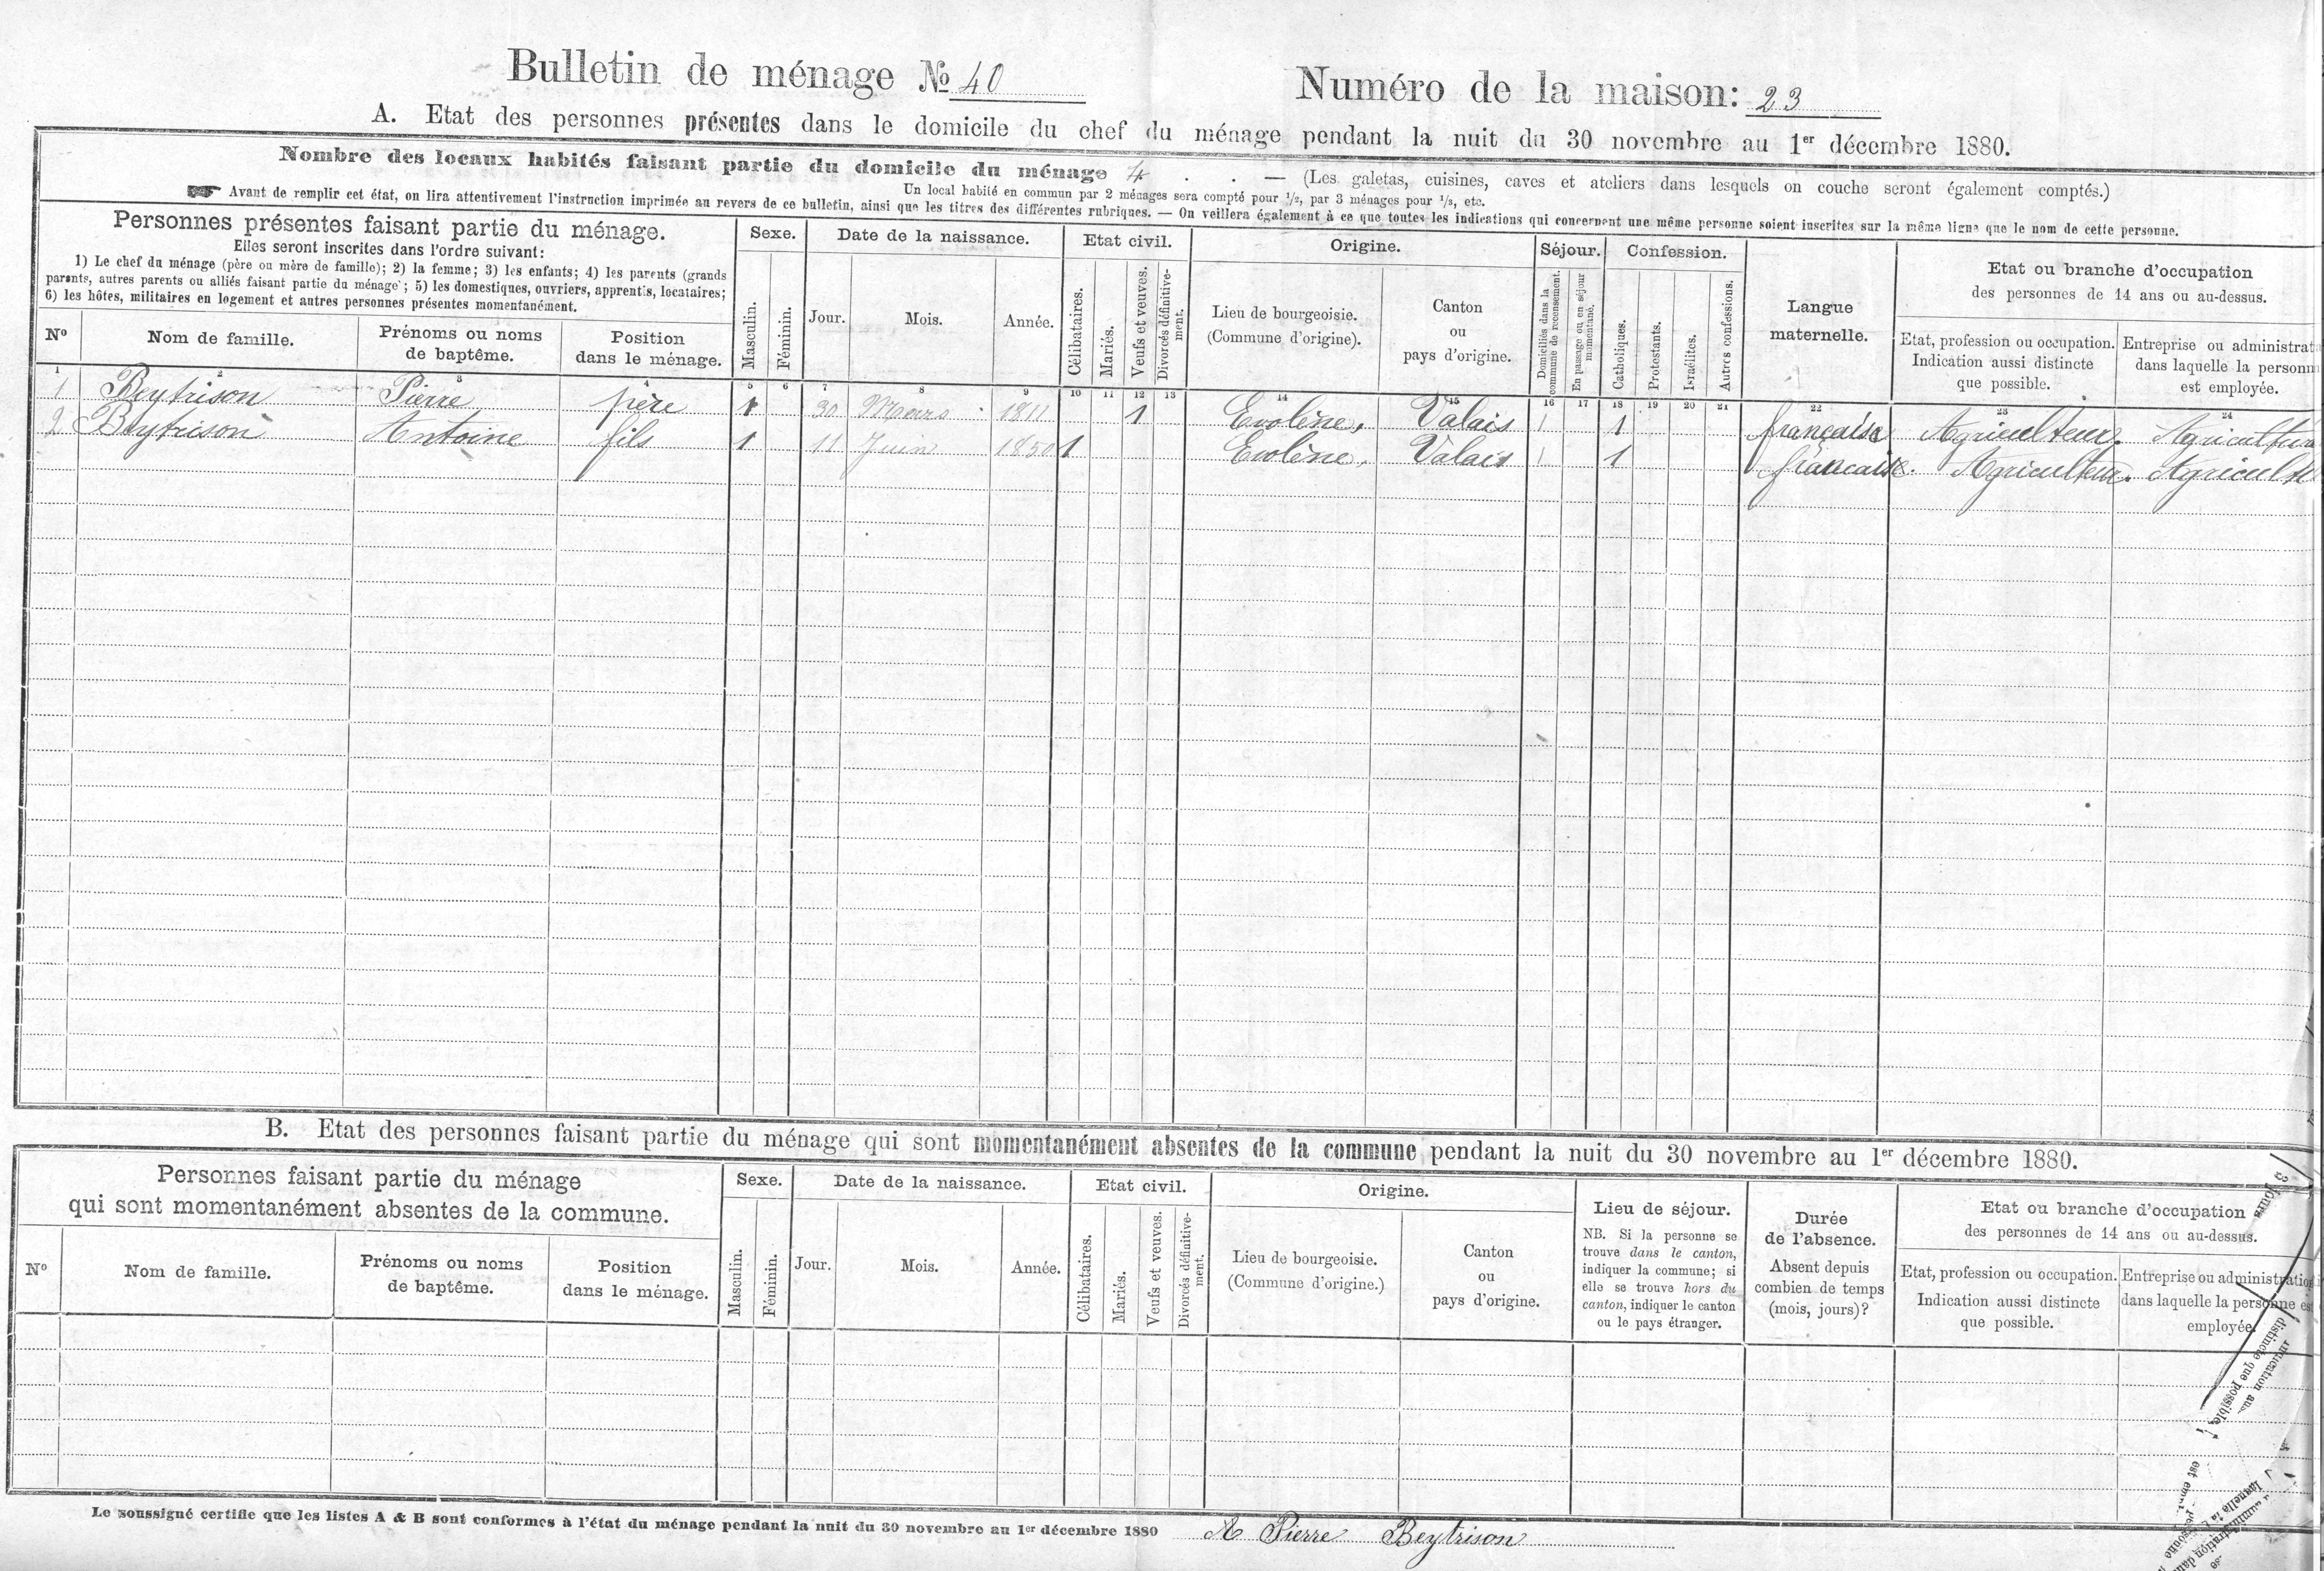 Bulletin de ménage No 40
Numéro de la maison: 23
A. Etat des personnes présentes dans le domicile du chef du ménage pendant la nuit du 30 novembre au 1er décembre 1880.
Nombre des locaux habités faisant partie du domicile du ménage 4 . . — (Les galetas, cuisines, caves et ateliers dans lesquels on couche seront également comptés.)
Un local habité en commun par 2 ménages sera compté pour 1/2, par 3 ménages pour 1/3, etc.
Avant de remplir cet état, on lira attentivement l'instruction imprimée au revers de ce bulletin, ainsi que les titres des différentes rubriques. — On veillera également à ce que toutes les indications qui concernent une même personne soient inscrites sur la même ligne que le nom de cette personne.
Personnes présentes faisant partie du ménage.
Elles seront inscrites dans l'ordre suivant:
1) Le chef du ménage (père ou mère de famille); 2) la femme; 3) les enfants; 4) les parents (grands
parents, autres parents ou alliés faisant partie du ménage; 5) les domestiques, ouvriers, apprentis, locataires;
6) les hôtes, militaires en logement et autres personnes présentes momentanément.
No
Nom de famille.
Prénoms ou noms
de baptême.
Position
dans le ménage.
Sexe.
Masculin.
Féminin.
Date de la naissance.
Jour.
Mois.
Année.
Etat civil.
Célibataires.
Mariés.
Veufs et veuves.
Divorcés définitive-
ment.
Origine.
Lieu de bourgeoisie.
(Commune d'origine).
Canton
ou
pays d'origine.
Séjour.
Domiciliés dans la
commune de recensement.
En passage ou en séjour
momentané.
Confession.
Catholiques.
Protestants.
Israélites.
Autres confessions.
Langue
maternelle.
Etat ou branche d'occupation
des personnes de 14 ans ou au-dessus.
Etat, profession ou occupation.
Indication aussi distincte
que possible.
Entreprise ou administrat
dans laquelle la personn
est employée.
1 2 3 4 5 6 7 8 9 10 11 12 13 14 15 16 17 18 19 20 21 22 23 24
1 Beytrison Pierre père 1 30 Mars 1811 1 Evolène, Valais 1 1 française Agriculteur. Agricultur
2 Beytrison Antoine fils 1 11 Juin 1850 1 Evolène, Valais 1 1 française. Agriculteur. Agricult
B. Etat des personnes faisant partie du ménage qui sont momentanément absentes de la commune pendant la nuit du 30 novembre au 1er décembre 1880.
Personnes faisant partie du ménage
qui sont momentanément absentes de la commune.
No
Nom de famille.
Prénoms ou noms
de baptême.
Position
dans le ménage.
Sexe.
Masculin.
Féminin.
Date de la naissance.
Jour.
Mois.
Année.
Etat civil.
Célibataires.
Mariés.
Veufs et veuves.
Divorcés définitive-
ment.
Origine.
Lieu de bourgeoisie.
(Commune d'origine.)
Canton
ou
pays d'origine.
Lieu de séjour.
NB. Si la personne se
trouve dans le canton,
indiquer la commune; si
elle se trouve hors du
canton, indiquer le canton
ou le pays étranger.
Durée
de l'absence.
Absent depuis
combien de temps
(mois, jours)?
Etat ou branche d'occupation
des personnes de 14 ans ou au-dessus.
Etat, profession ou occupation.
Indication aussi distincte
que possible.
Entreprise ou administration
dans laquelle la personne est
employée.
Le soussigné certifie que les listes A & B sont conformes à l'état du ménage pendant la nuit du 30 novembre au 1er décembre 1880
Pierre Beytrison